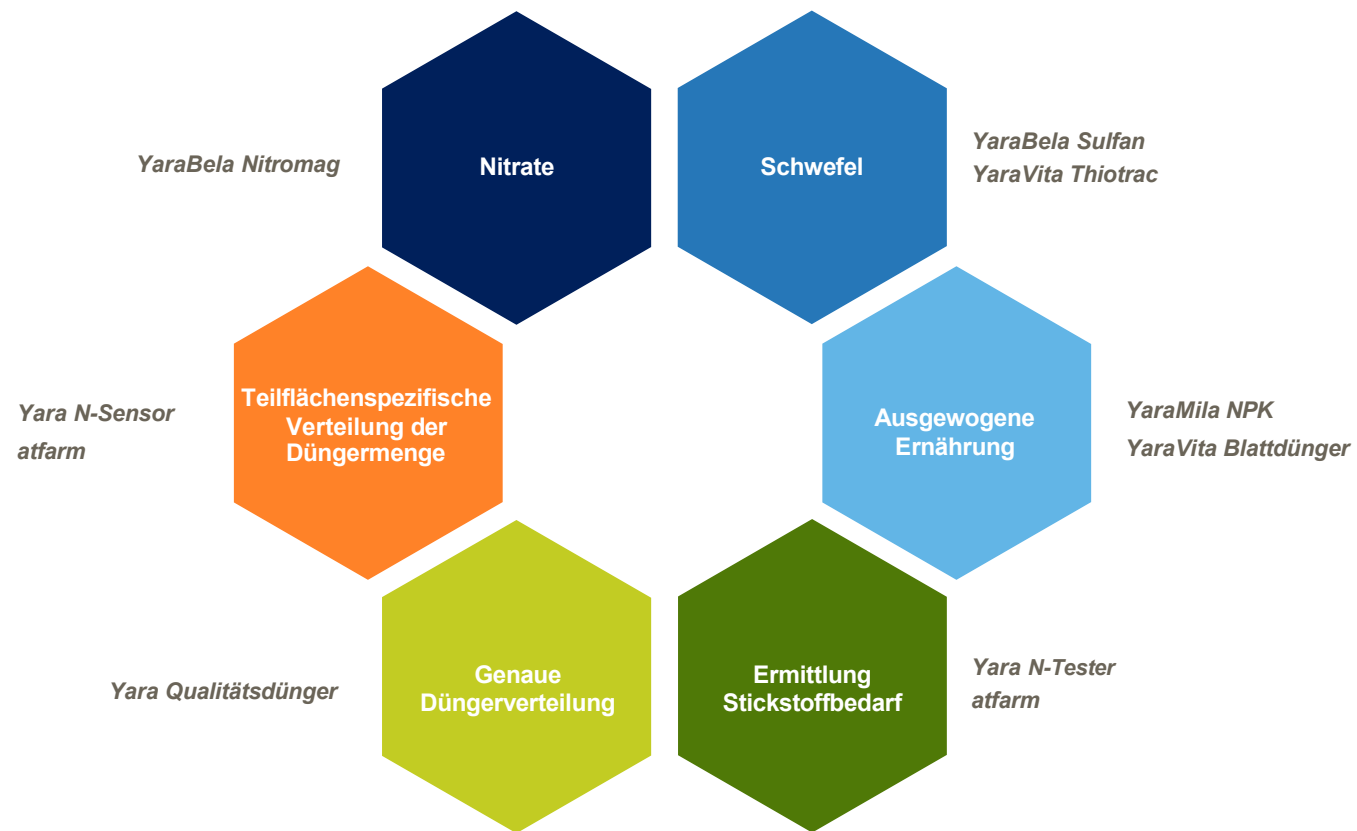 Nitrate
Schwefel
YaraBela Nitromag
YaraBela Sulfan
YaraVita Thiotrac
Teilflächenspezifische
Verteilung der
Düngermenge
Yara N-Sensor
atfarm
Ausgewogene
Ernährung
YaraMila NPK
YaraVita Blattdünger
Genaue
Düngerverteilung
Yara Qualitätsdünger
Ermittlung
Stickstoffbedarf
Yara N-Tester
atfarm